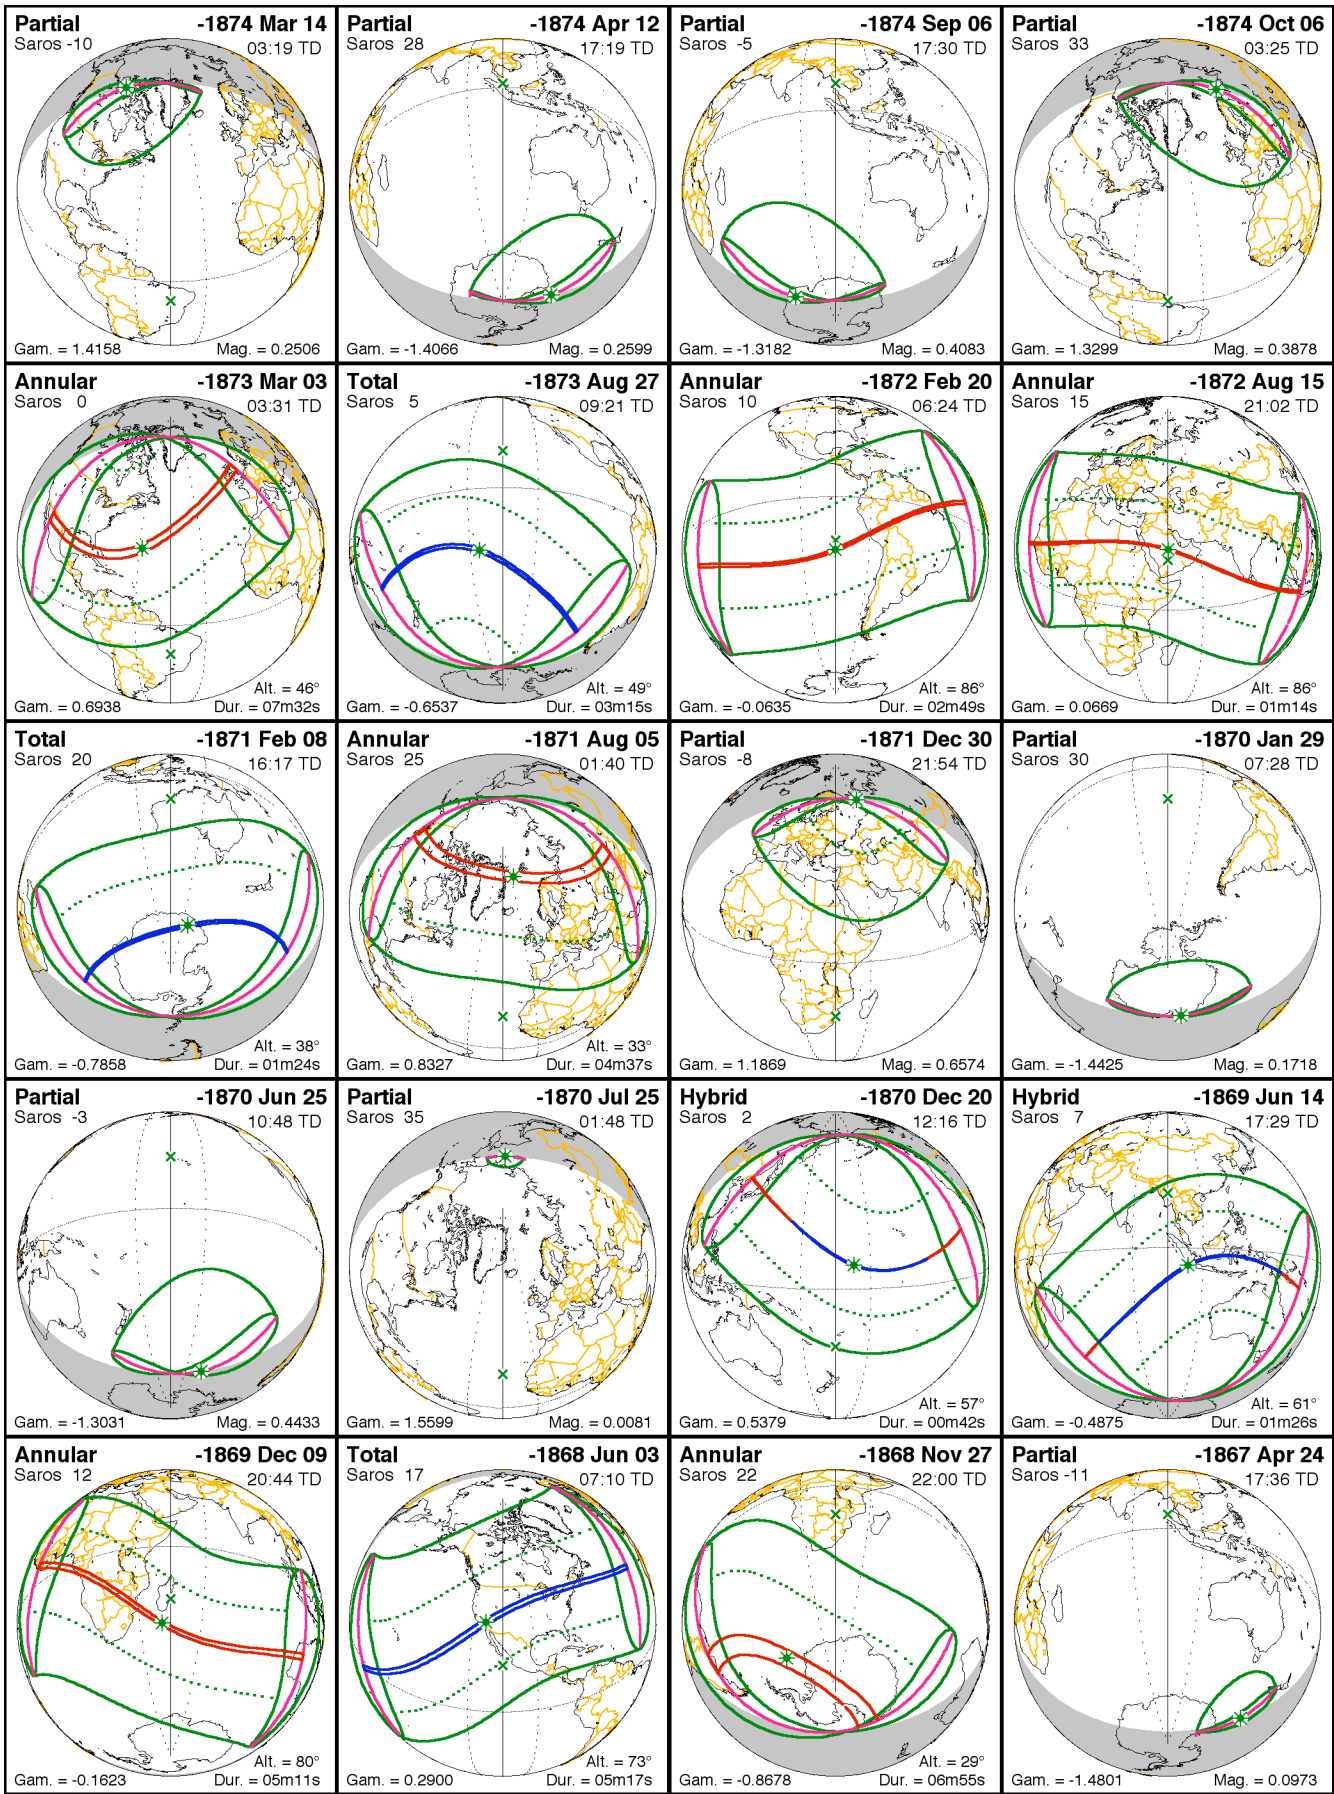 Partial -1874 Mar 14
Saros -10 03:19 TD
Gam. = 1.4158 Mag. = 0.2506
Partial -1874 Apr 12
Saros 28 17:19 TD
Gam. = -1.4066 Mag. = 0.2599
Partial -1874 Sep 06
Saros -5 17:30 TD
Gam. = -1.3182 Mag. = 0.4083
Partial -1874 Oct 06
Saros 33 03:25 TD
Gam. = 1.3299 Mag. = 0.3878
Annular -1873 Mar 03
Saros 0 03:31 TD
Alt. = 46°
Gam. = 0.6938 Dur. = 07m32s
Total -1873 Aug 27
Saros 5 09:21 TD
Alt. = 49°
Gam. = -0.6537 Dur. = 03m15s
Annular -1872 Feb 20
Saros 10 06:24 TD
Alt. = 86°
Gam. = -0.0635 Dur. = 02m49s
Annular -1872 Aug 15
Saros 15 21:02 TD
Alt. = 86°
Gam. = 0.0669 Dur. = 01m14s
Total -1871 Feb 08
Saros 20 16:17 TD
Alt. = 38°
Gam. = -0.7858 Dur. = 01m24s
Annular -1871 Aug 05
Saros 25 01:40 TD
Alt. = 33°
Gam. = 0.8327 Dur. = 04m37s
Partial -1871 Dec 30
Saros -8 21:54 TD
Gam. = 1.1869 Mag. = 0.6574
Partial -1870 Jan 29
Saros 30 07:28 TD
Gam. = -1.4425 Mag. = 0.1718
Partial -1870 Jun 25
Saros -3 10:48 TD
Gam. = -1.3031 Mag. = 0.4433
Partial -1870 Jul 25
Saros 35 01:48 TD
Gam. = 1.5599 Mag. = 0.0081
Hybrid -1870 Dec 20
Saros 2 12:16 TD
Alt. = 57°
Gam. = 0.5379 Dur. = 00m42s
Hybrid -1869 Jun 14
Saros 7 17:29 TD
Alt. = 61°
Gam. = -0.4875 Dur. = 01m26s
Annular -1869 Dec 09
Saros 12 20:44 TD
Alt. = 80°
Gam. = -0.1623 Dur. = 05m11s
Total -1868 Jun 03
Saros 17 07:10 TD
Alt. = 73°
Gam. = 0.2900 Dur. = 05m17s
Annular -1868 Nov 27
Saros 22 22:00 TD
Alt. = 29°
Gam. = -0.8678 Dur. = 06m55s
Partial -1867 Apr 24
Saros -11 17:36 TD
Gam. = -1.4801 Mag. = 0.0973